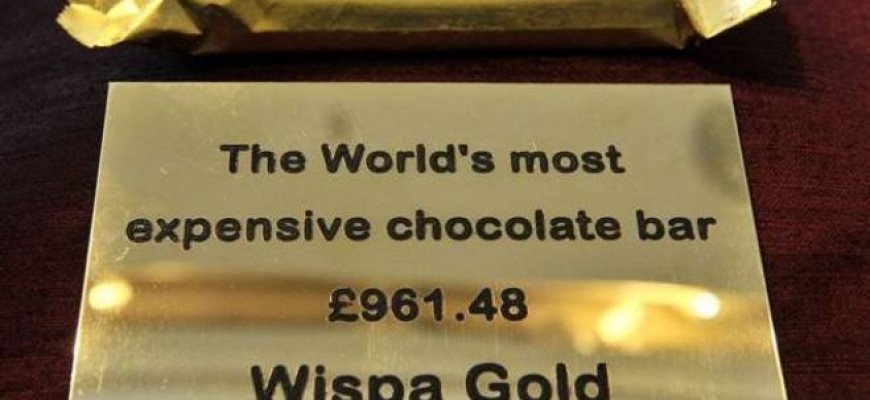 The World's most
expensive chocolate bar
£961.48
Wispa Gold